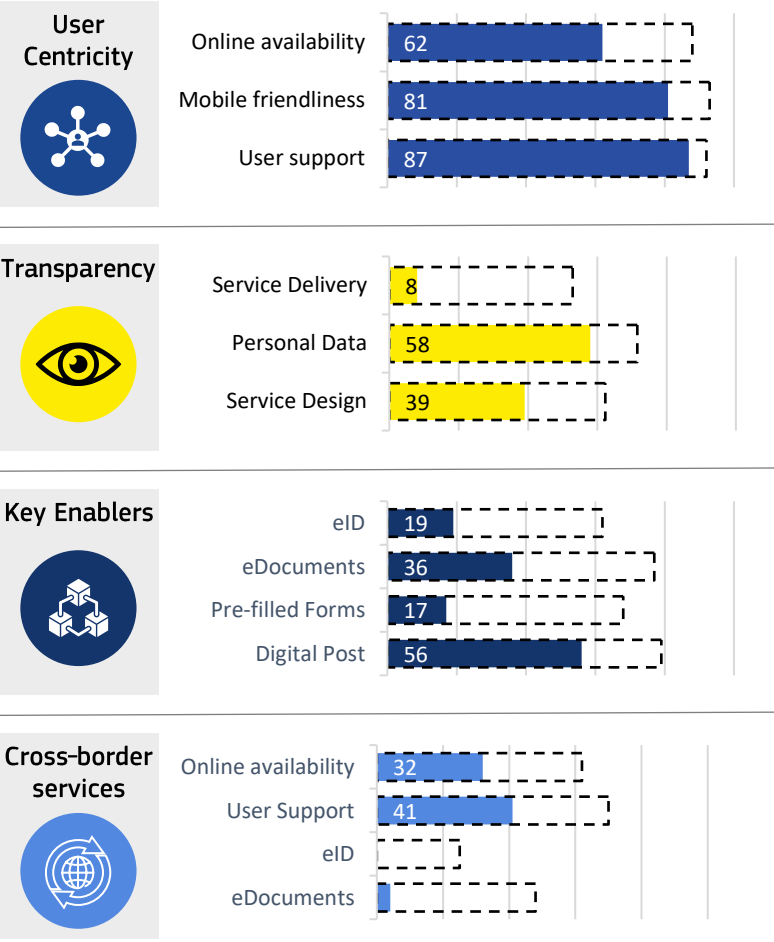 User
Centricity
Online availability
62
Mobile friendliness
81
User support
87
Transparency
Service Delivery
8
Personal Data
58
Service Design
39
Key Enablers
eID
19
eDocuments
36
Pre-filled Forms
17
Digital Post
56
Cross-border
services
Online availability
32
User Support
41
eID
eDocuments